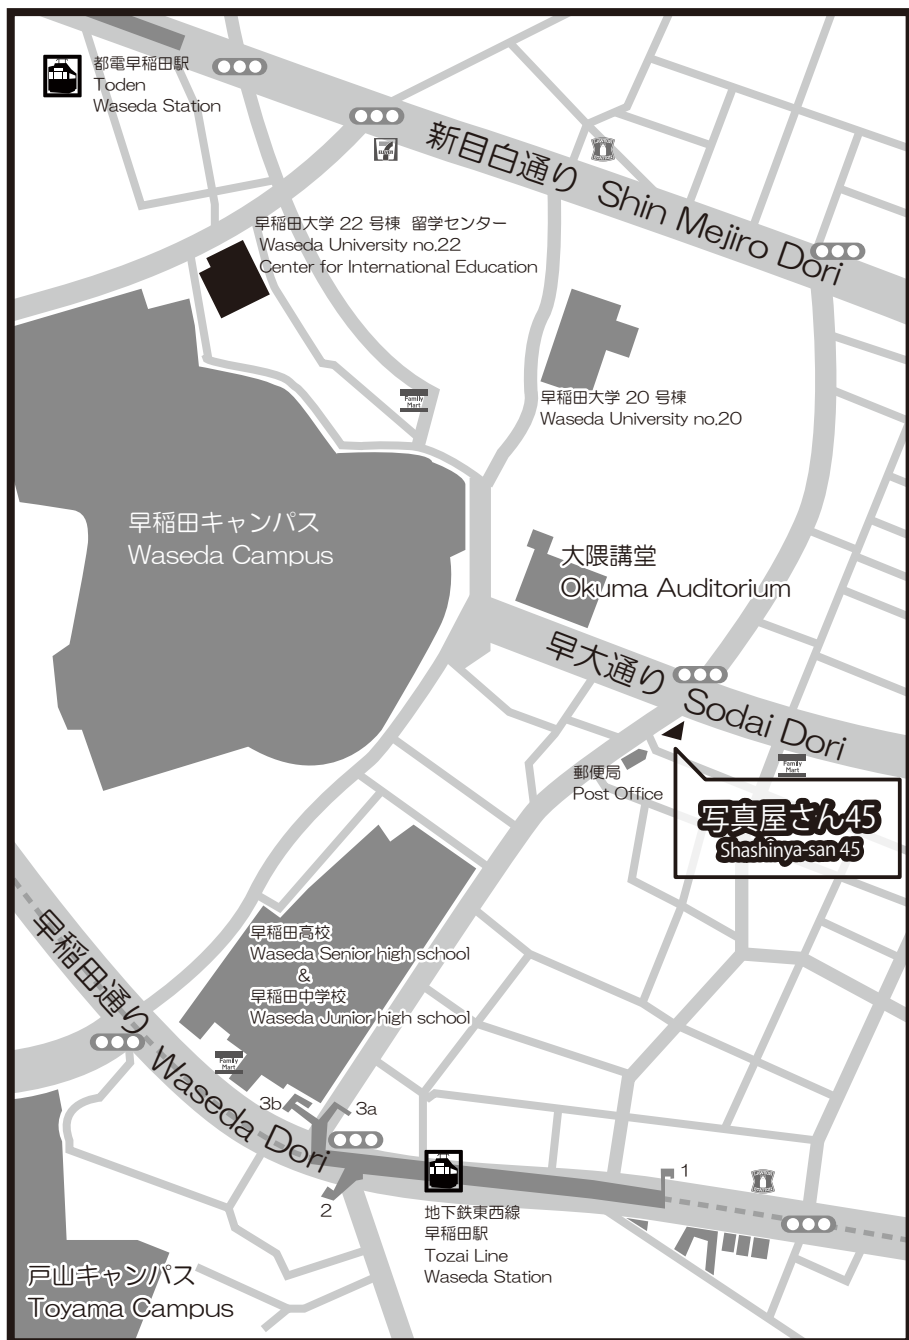 都電早稲田駅
Toden
Waseda Station
新目白通り Shin Mejiro Dori
早稲田大学 22 号棟 留学センター
Waseda University no.22
Center for International Education
Family
Mart
早稲田大学 20 号棟
Waseda University no.20
早稲田キャンパス
Waseda Campus
大隈講堂
Okuma Auditorium
早大通り Sodai Dori
郵便局
Post Office
Family
Mart
写真屋さん45
Shashinya-san 45
早稲田高校
Waseda Senior high school
&
早稲田中学校
Waseda Junior high school
早稲田通り Waseda Dori
Family
Mart
3b
3a
1
2
地下鉄東西線
早稲田駅
Tozai Line
Waseda Station
戸山キャンパス
Toyama Campus